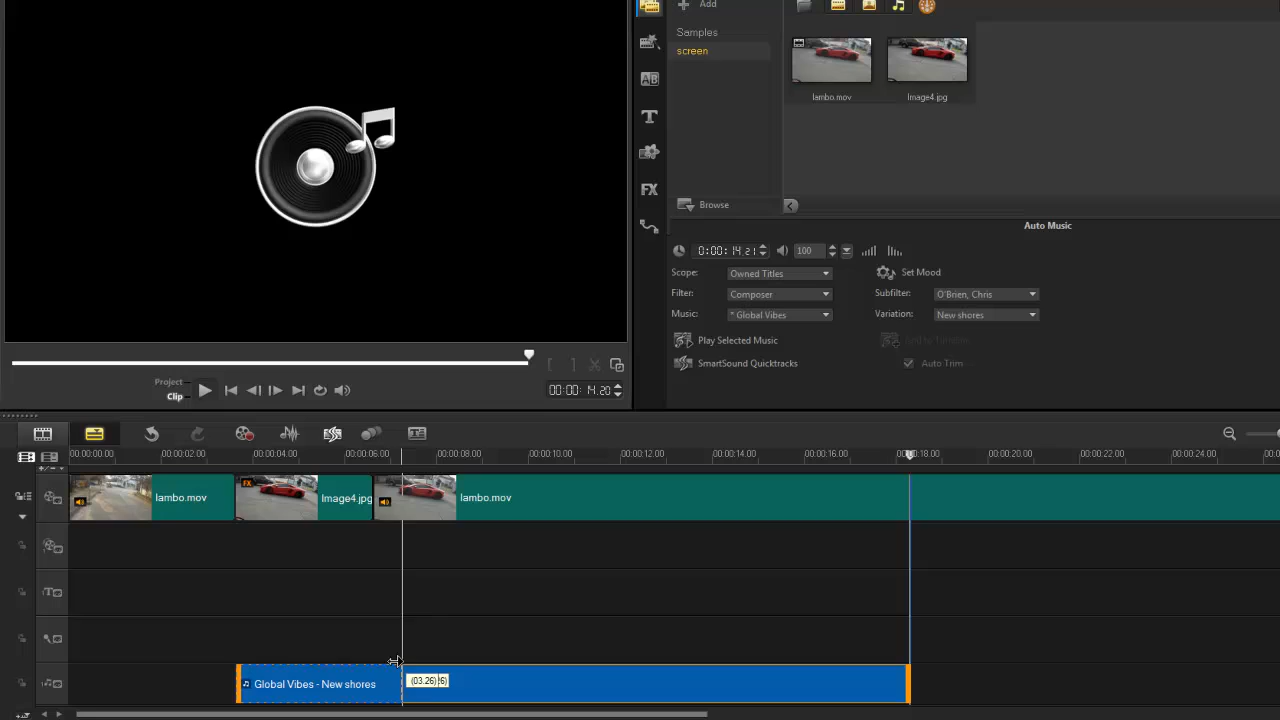 Add
Samples
screen
lambo.mov
Image4.jpg
Browse
Auto Music
0:00:14.21
100
Scope:
Owned Titles
Set Mood
Filter:
Composer
Subfilter:
O'Brien, Chris
Music:
* Global Vibes
Variation:
New shores
Play Selected Music
SmartSound Quicktracks
Auto Trim
Project
Clip
00:00:14.20
00:00:00.00
00:00:02.00
00:00:04.00
00:00:06.00
00:00:08.00
00:00:10.00
00:00:12.00
00:00:14.00
00:00:16.00
00:00:18.00
00:00:20.00
00:00:22.00
00:00:24.00
lambo.mov
FX
Image4.jpg
lambo.mov
Global Vibes - New shores
AB
T
FX